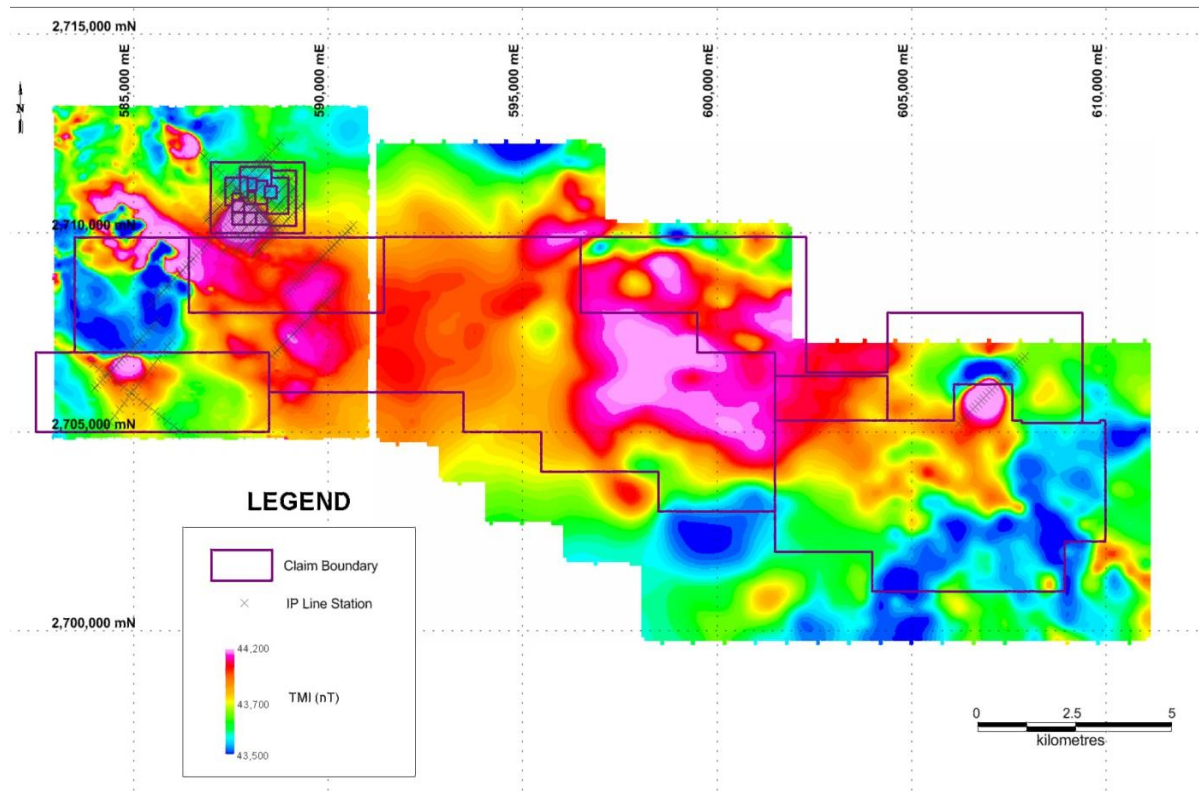 2,715,000 mN
585,000 mE
590,000 mE
595,000 mE
600,000 mE
605,000 mE
610,000 mE
N
2,710,000 mN
2,705,000 mN
LEGEND
Claim Boundary
IP Line Station
2,700,000 mN
44,200
43,700
43,500
TMI (nT)
0 2.5 5
kilometres